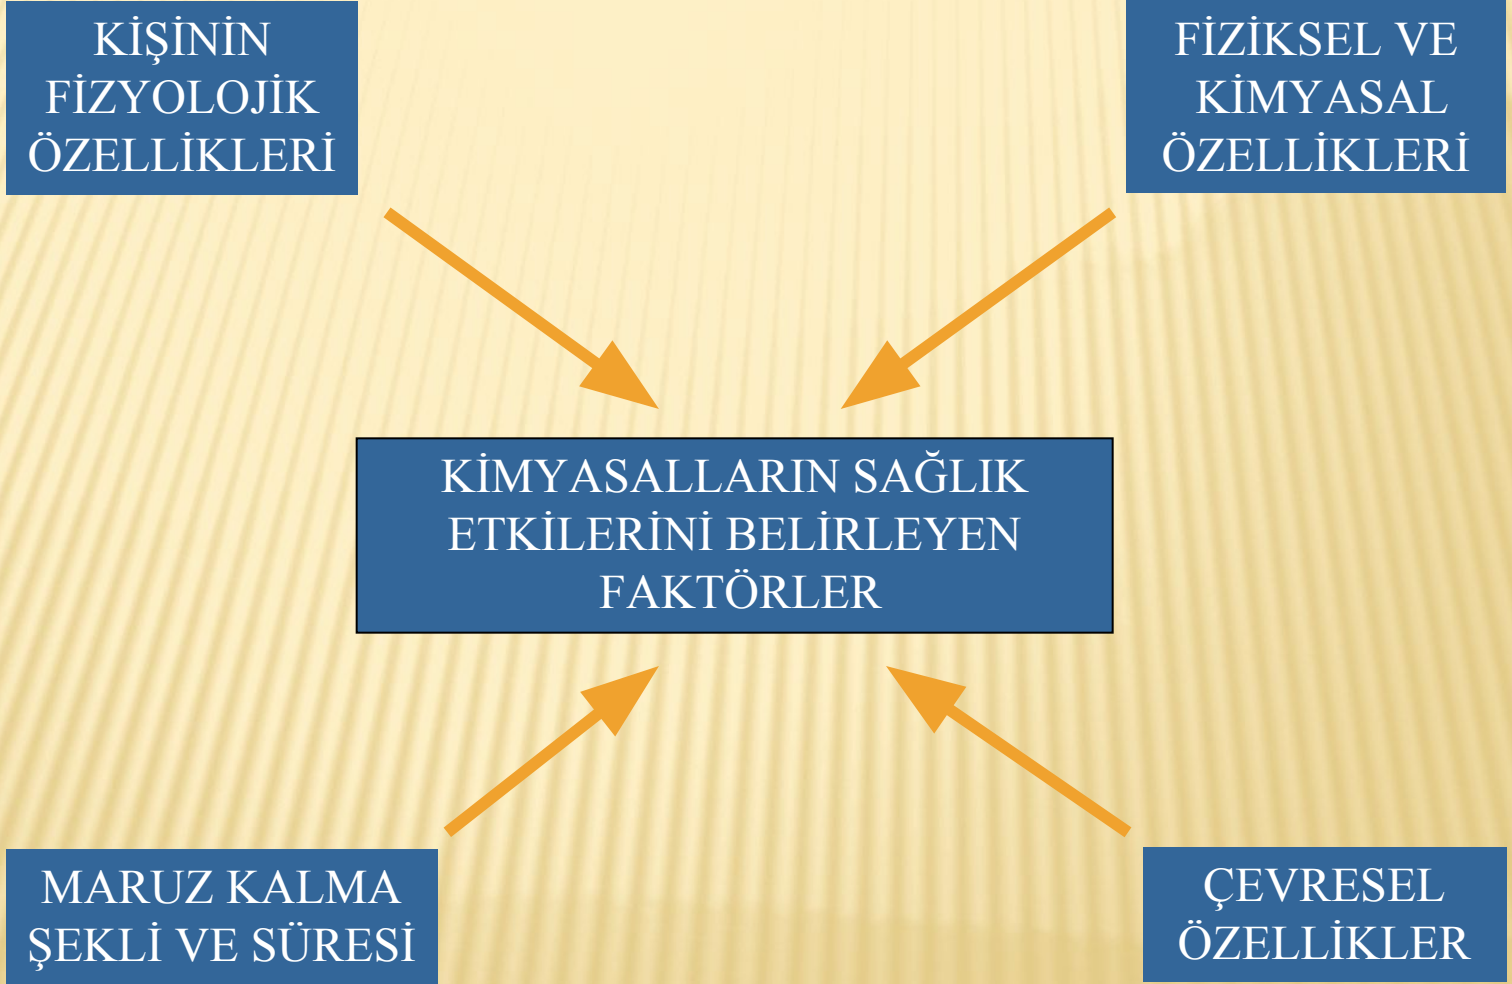 KİŞİNİN
FİZYOLOJİK
ÖZELLİKLERİ
FİZİKSEL VE
KİMYASAL
ÖZELLİKLERİ
KİMYASALLARIN SAĞLIK
ETKİLERİNİ BELİRLEYEN
FAKTÖRLER
MARUZ KALMA
ŞEKLİ VE SÜRESİ
ÇEVRESEL
ÖZELLİKLER